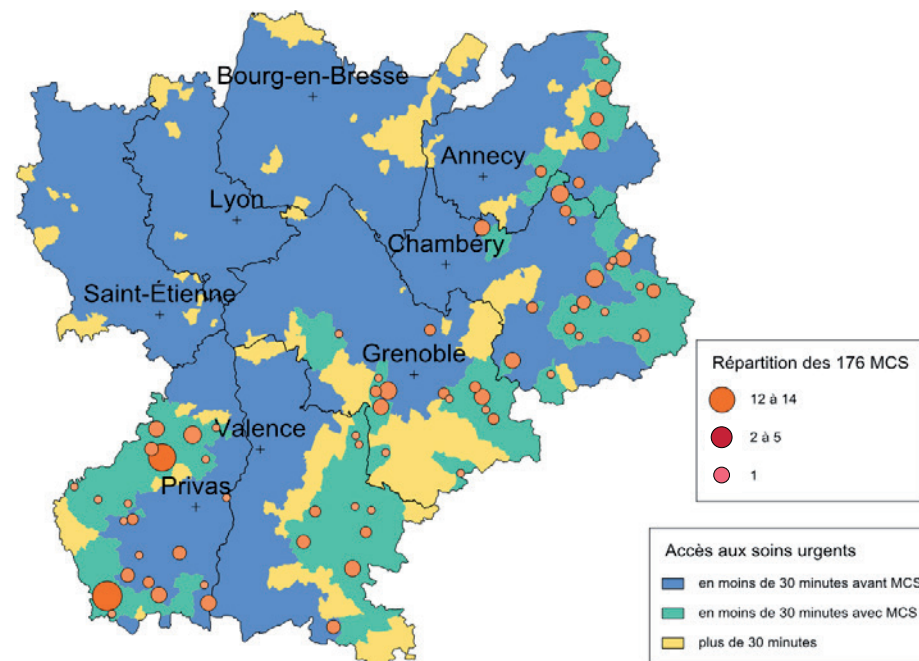 Bourg-en-Bresse
Annecy
Lyon
Chambéry
Saint-Étienne
Grenoble
Valence
Privas
Répartition des 176 MCS
12 à 14
2 à 5
1
Accès aux soins urgents
en moins de 30 minutes avant MCS
en moins de 30 minutes avec MCS
plus de 30 minutes